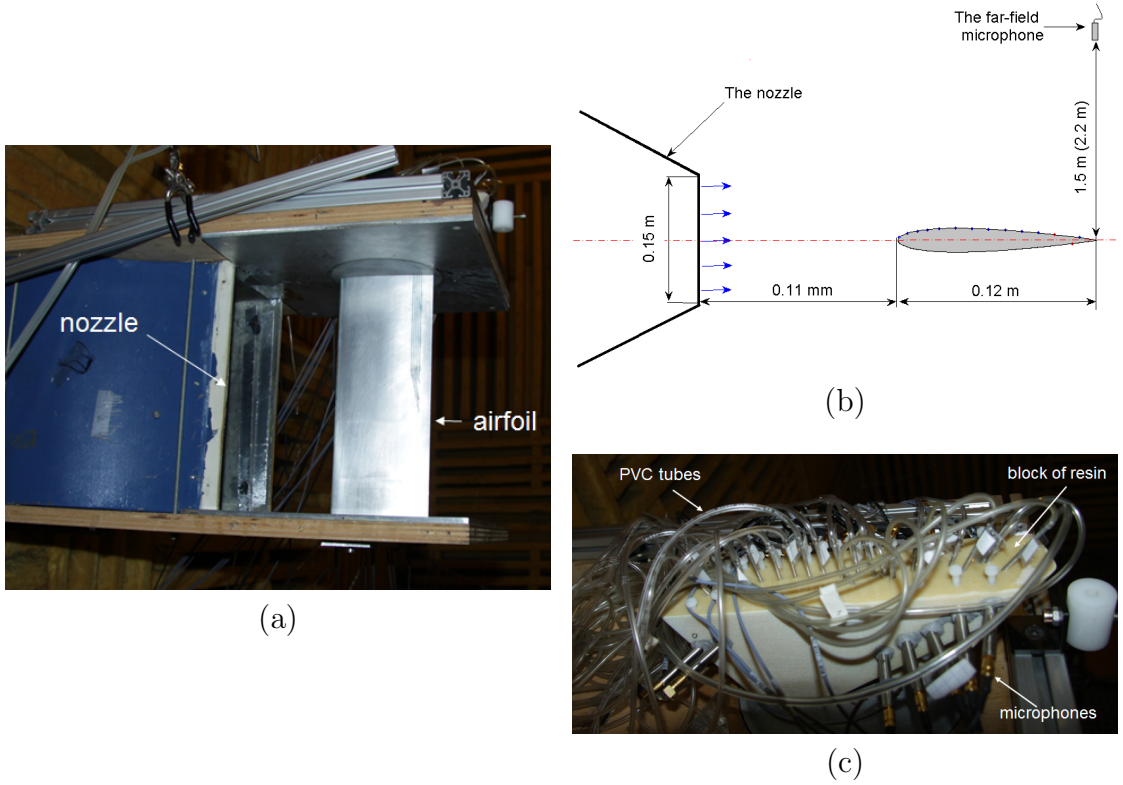 nozzle
airfoil
(a)
The far-field
microphone
The nozzle
1.5 m (2.2 m)
0.15 m
0.11 mm
0.12 m
(b)
PVC tubes
block of resin
microphones
(c)